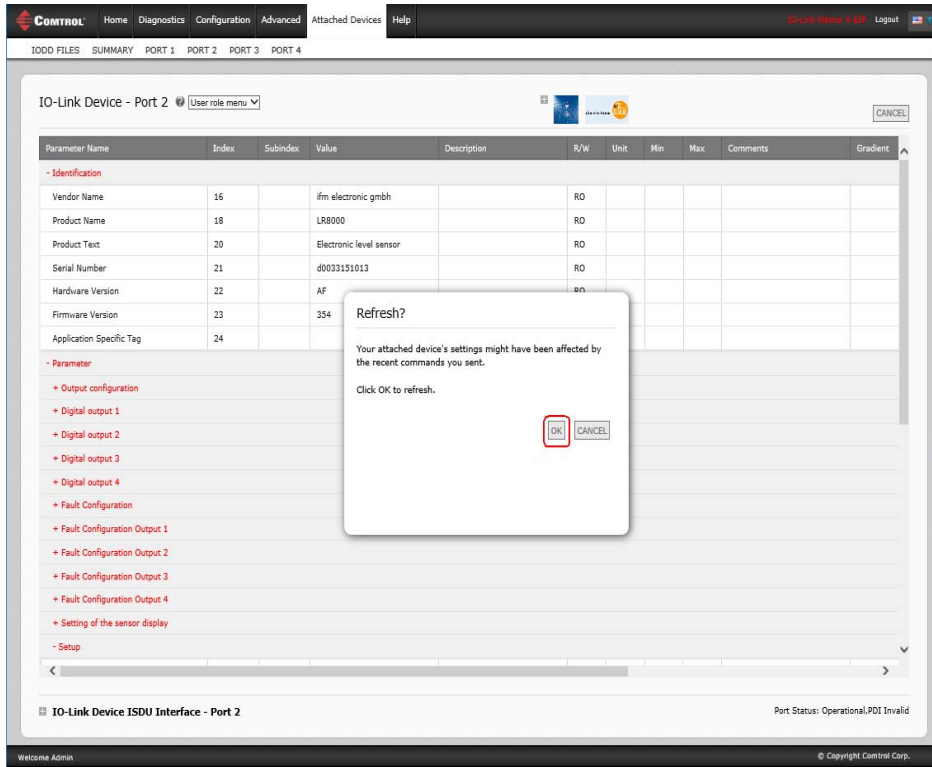 COMTROL Home Diagnostics Configuration Advanced Attached Devices Help IO-Link Master 4-EIP Logout
IODD FILES SUMMARY PORT 1 PORT 2 PORT 3 PORT 4
IO-Link Device - Port 2 User role menu
CANCEL
Parameter Name Index Subindex Value Description R/W Unit Min Max Comments Gradient
- Identification
Vendor Name 16 ifm electronic gmbh RO
Product Name 18 LR8000 RO
Product Text 20 Electronic level sensor RO
Serial Number 21 d0033151013 RO
Hardware Version 22 AF RO
Firmware Version 23 354
Application Specific Tag 24
- Parameter
+ Output configuration
+ Digital output 1
+ Digital output 2
+ Digital output 3
+ Digital output 4
+ Fault Configuration
+ Fault Configuration Output 1
+ Fault Configuration Output 2
+ Fault Configuration Output 3
+ Fault Configuration Output 4
+ Setting of the sensor display
- Setup
Refresh?
Your attached device's settings might have been affected by
the recent commands you sent.
Click OK to refresh.
OK CANCEL
IO-Link Device ISDU Interface - Port 2 Port Status: Operational,PDI Invalid
Welcome Admin © Copyright Comtrol Corp.